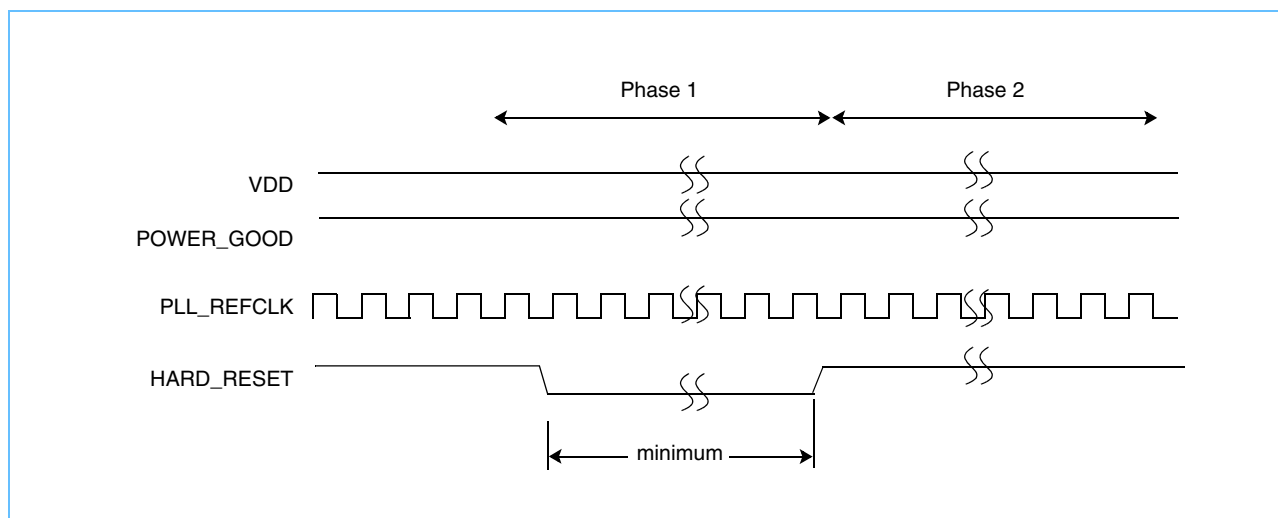 Phase 1 Phase 2
VDD
POWER_GOOD
PLL_REFCLK
HARD_RESET
minimum